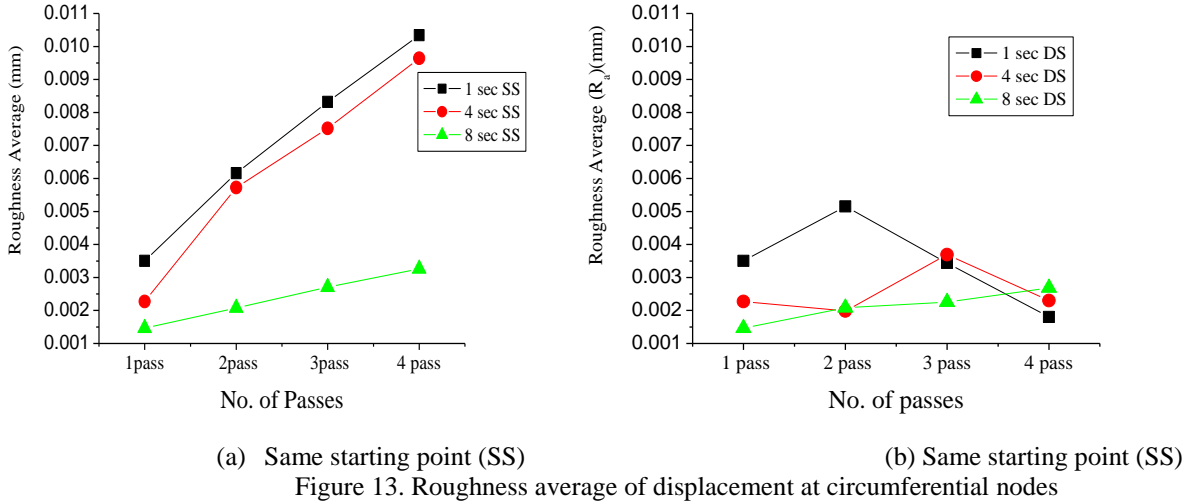 0.011
0.010
0.009
0.008
0.007
0.006
0.005
0.004
0.003
0.002
0.001
Roughness Average (mm)
1 sec SS
4 sec SS
8 sec SS
1pass 2pass 3pass 4 pass
No. of Passes
0.011
0.010
0.009
0.008
0.007
0.006
0.005
0.004
0.003
0.002
0.001
Roughness Average (Ra)(mm)
1 sec DS
4 sec DS
8 sec DS
1 pass 2 pass 3 pass 4 pass
No. of passes
(a) Same starting point (SS)
(b) Same starting point (SS)
Figure 13. Roughness average of displacement at circumferential nodes